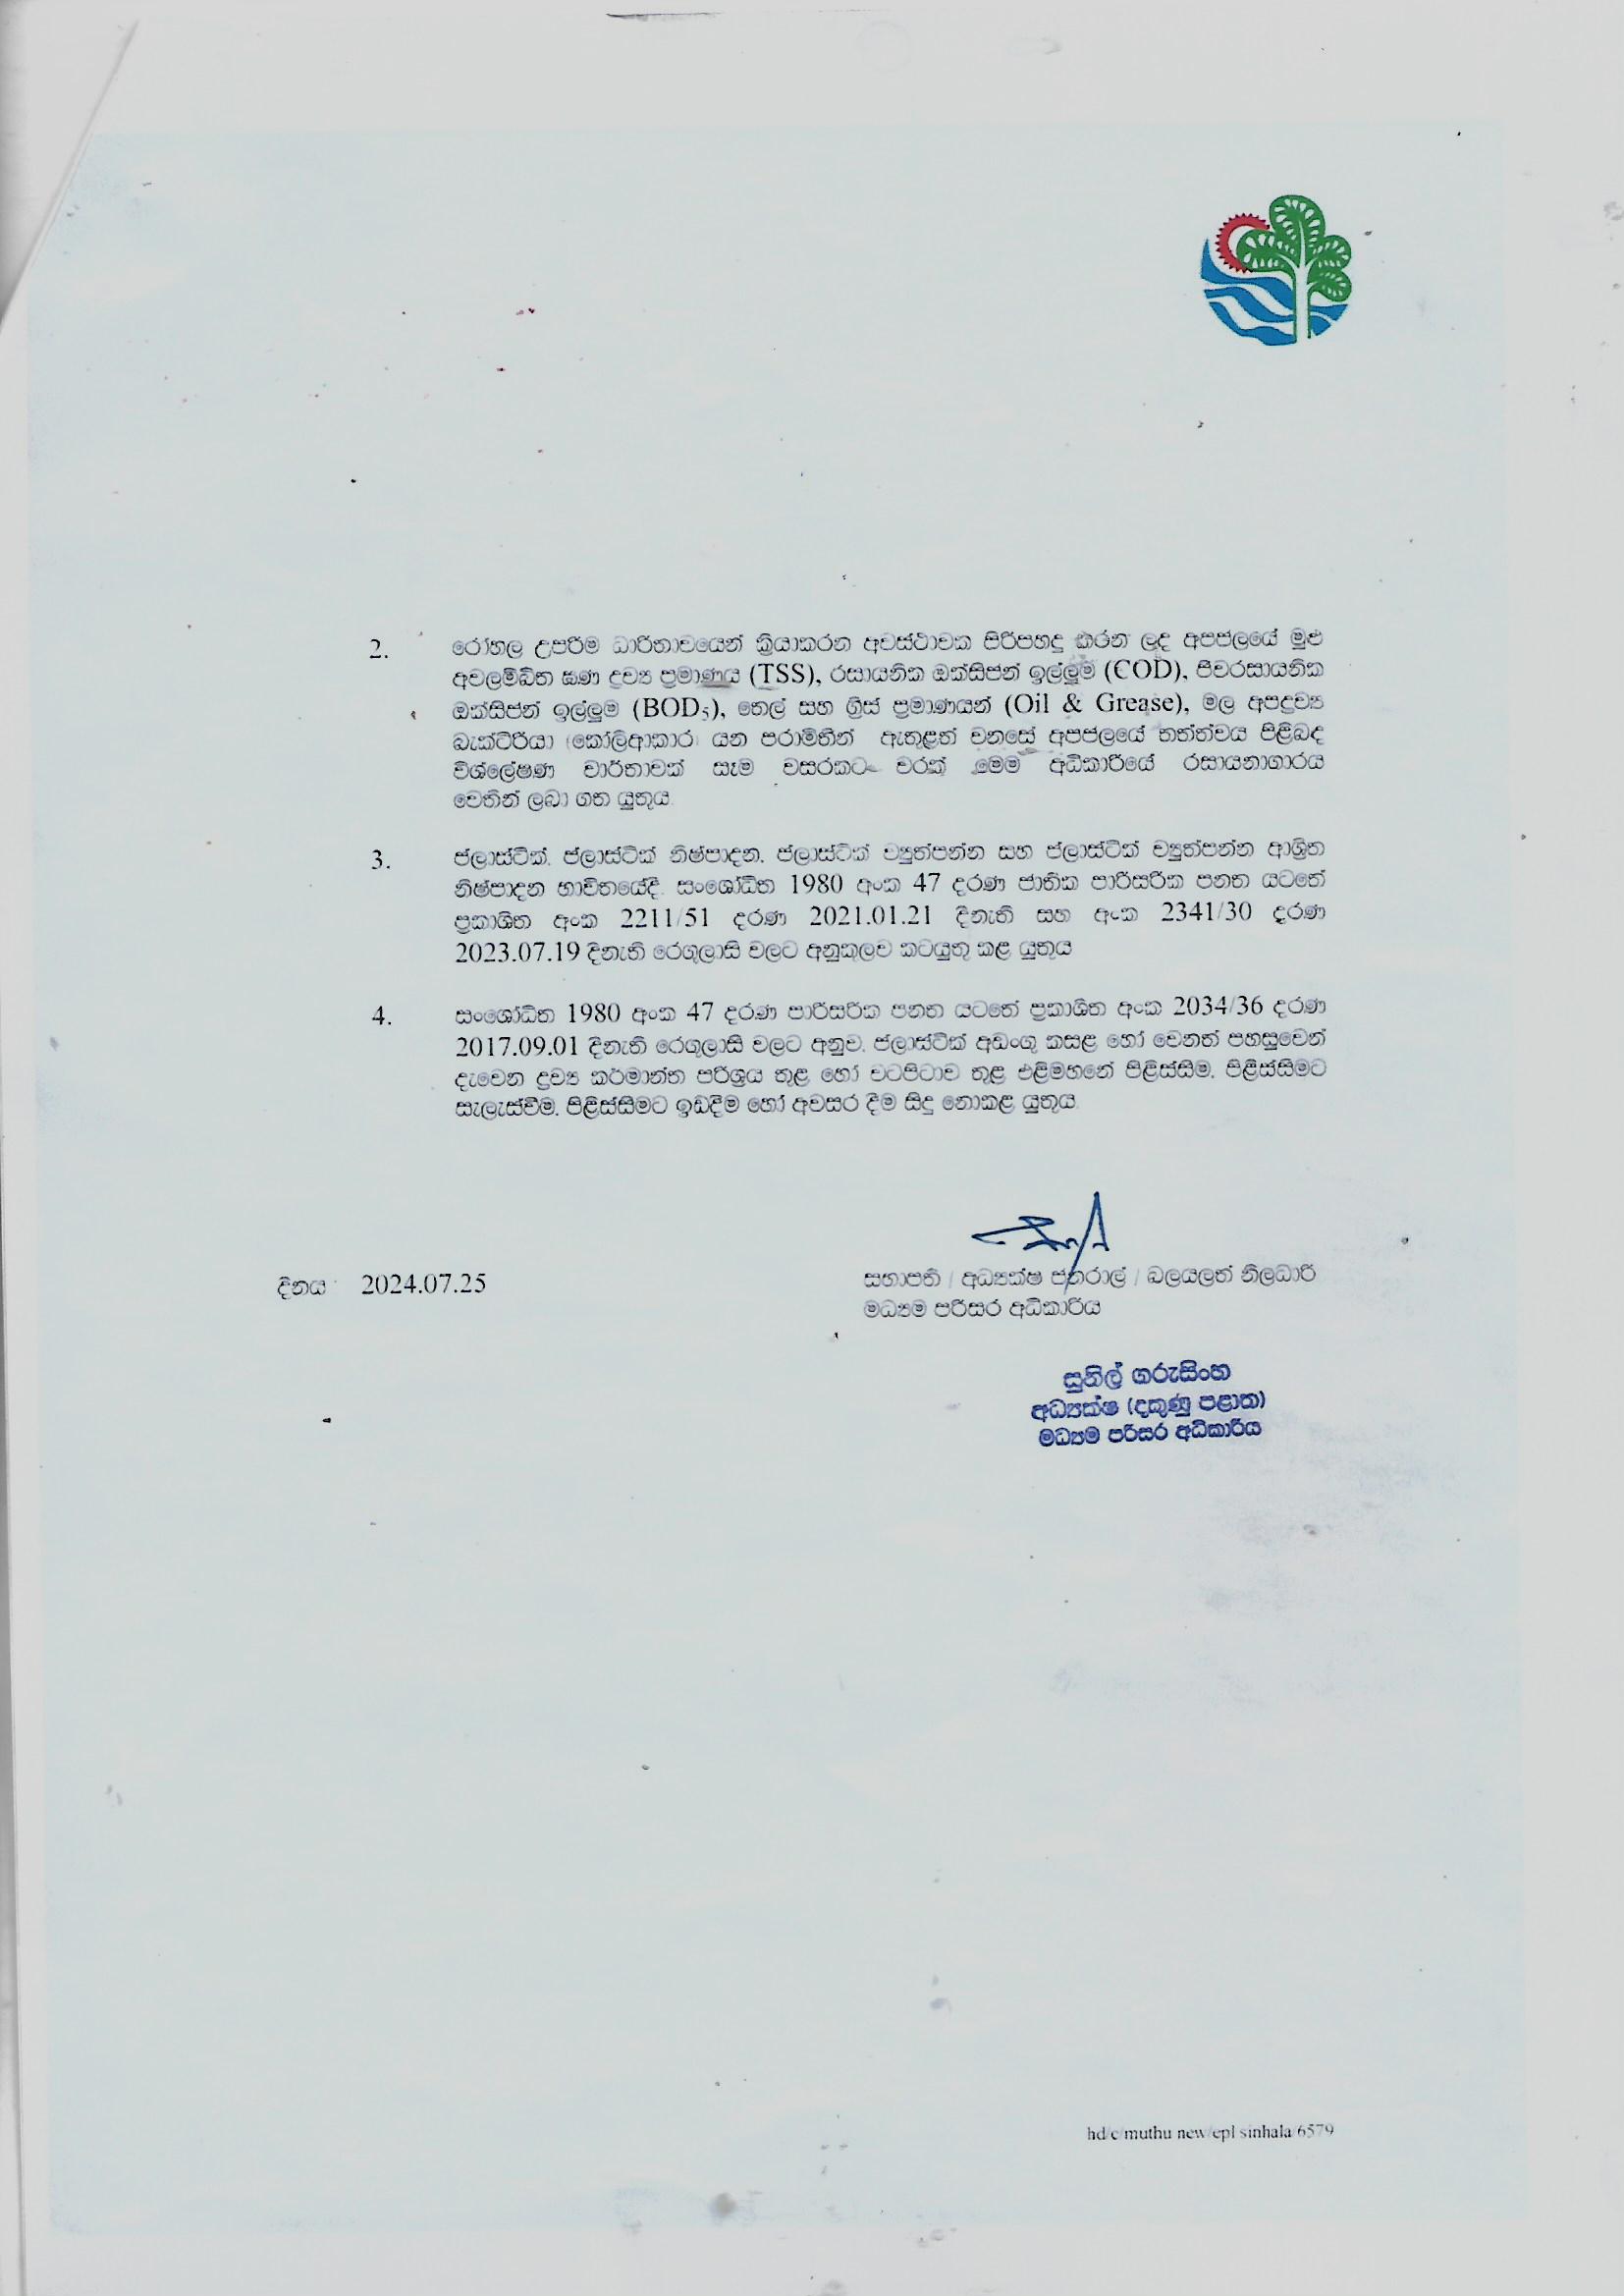 2. රෝහල උපරිම ධාරිතාවයෙන් ක්‍රියාකරන අවස්ථාවක පිරිපහදු කරන ලද අපජලයේ මුළු
අවලම්බිත ඝණ ද්‍රව්‍ය ප්‍රමාණය (TSS), රසායනික ඔක්සිජන් ඉල්ලුම (COD), ජීවරසායනික
ඔක්සිජන් ඉල්ලුම (BOD₅), තෙල් සහ ග්‍රීස් ප්‍රමාණයන් (Oil & Grease), මල අපද්‍රව්‍ය
බැක්ටීරියා (කෝලිආකාර) යන පරාමිතීන් ඇතුළත් වනසේ අපජලයේ තත්ත්වය පිළිබද
විශ්ලේෂණ වාර්තාවක් සෑම වසරකට වරක් මෙම අධිකාරියේ රසායනාගාරය
වෙතින් ලබා ගත යුතුය.
3. ප්ලාස්ටික්, ප්ලාස්ටික් නිෂ්පාදන, ප්ලාස්ටික් ව්‍යුත්පන්න සහ ප්ලාස්ටික් ව්‍යුත්පන්න ආශ්‍රිත
නිෂ්පාදන භාවිතයේදී සංශෝධිත 1980 අංක 47 දරණ ජාතික පාරිසරික පනත යටතේ
ප්‍රකාශිත අංක 2211/51 දරණ 2021.01.21 දිනැති සහ අංක 2341/30 දරණ
2023.07.19 දිනැති රෙගුලාසි වලට අනුකූලව කටයුතු කළ යුතුය
4. සංශෝධිත 1980 අංක 47 දරණ පාරිසරික පනත යටතේ ප්‍රකාශිත අංක 2034/36 දරණ
2017.09.01 දිනැති රෙගුලාසි වලට අනුව, ප්ලාස්ටික් අඩංගු කසළ හෝ වෙනත් පහසුවෙන්
දැවෙන ද්‍රව්‍ය කර්මාන්ත පරිශ්‍රය තුළ හෝ වටපිටාව තුළ එළිමහනේ පිළිස්සීම, පිළිස්සීමට
සැලැස්වීම, පිළිස්සීමට ඉඩදීම හෝ අවසර දීම සිදු නොකළ යුතුය.
දිනය : 2024.07.25
සභාපති / අධ්‍යක්ෂ ජනරාල් / බලයලත් නිලධාරී
මධ්‍යම පරිසර අධිකාරිය
සුනිල් ගරුසිංහ
අධ්‍යක්ෂ (දකුණු පළාත)
මධ්‍යම පරිසර අධිකාරිය
hd/c/muthu new/epl sinhala/6579